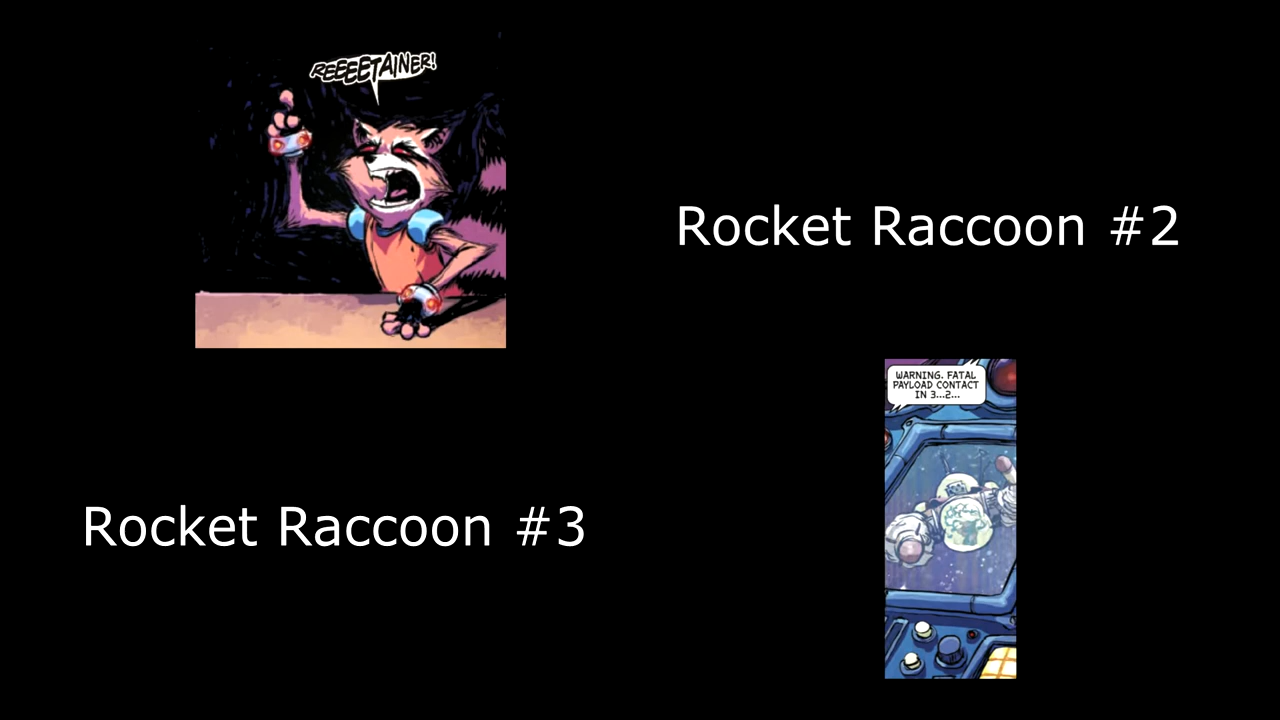 REEEETAINER!
Rocket Raccoon #2
WARNING. FATAL
PAYLOAD CONTACT
IN 3...2...
Rocket Raccoon #3